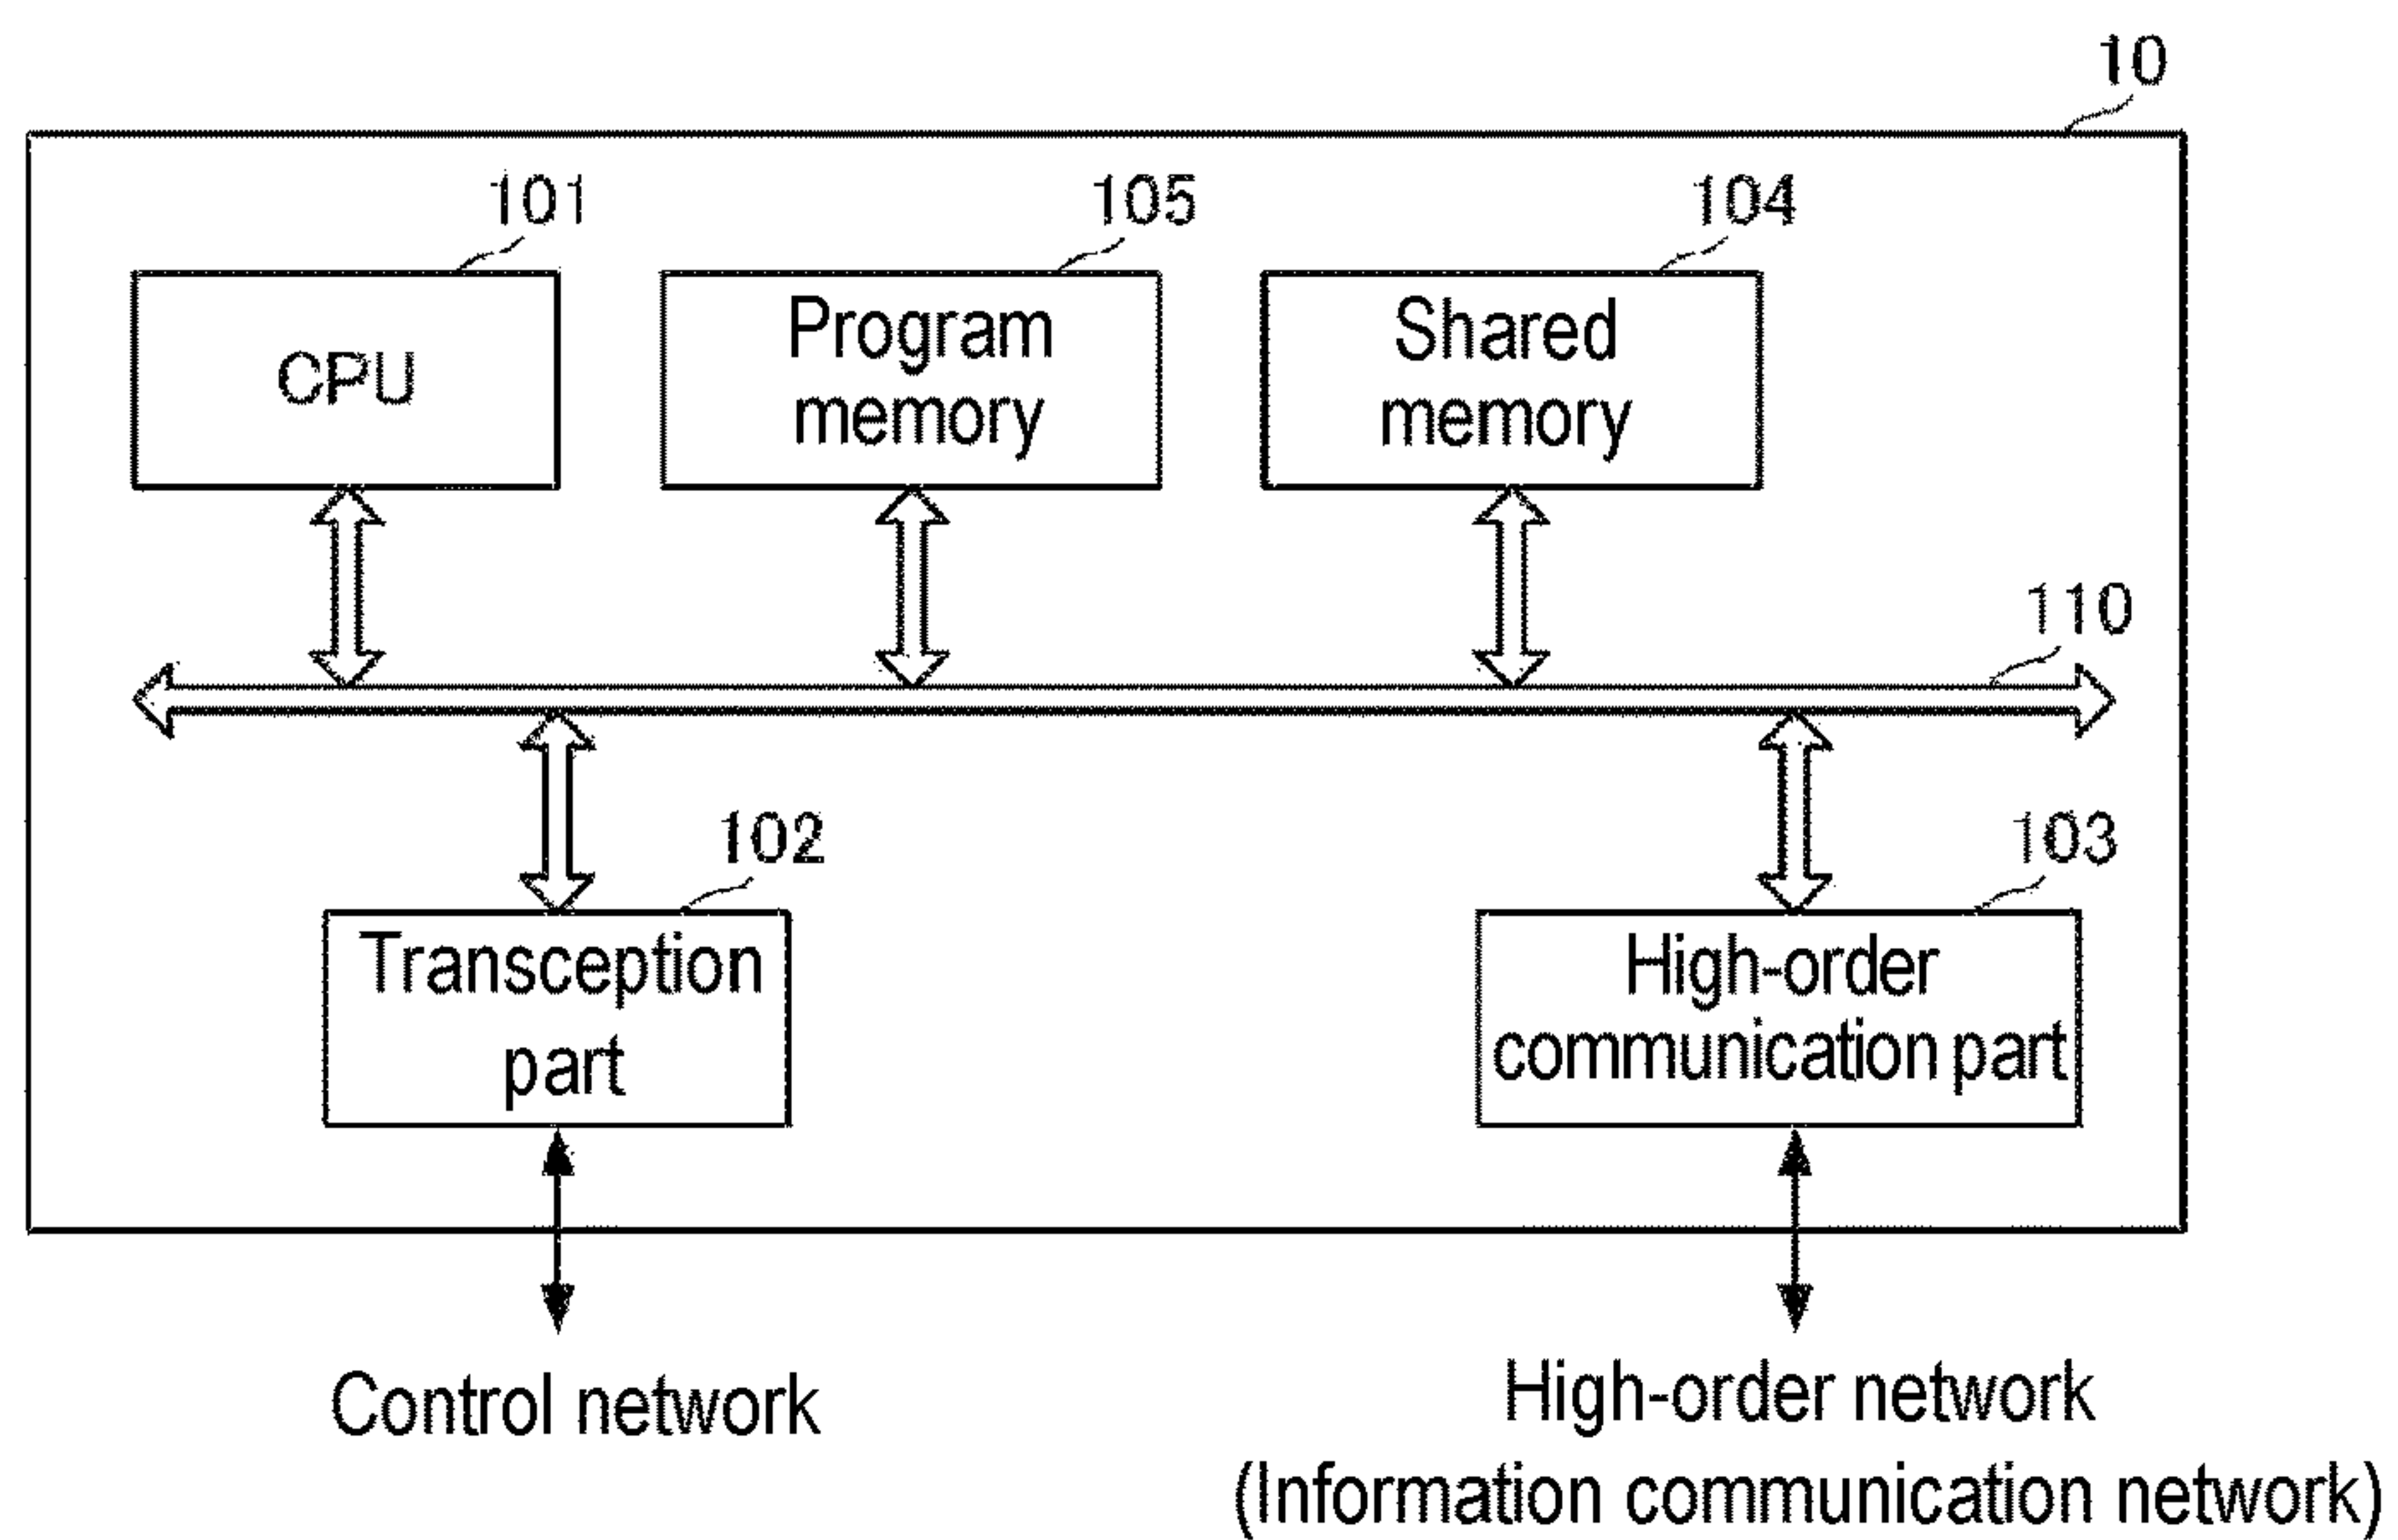 10
101
105
104
CPU
Program
memory
Shared
memory
110
102
103
Transception
part
High-order
communication part
Control network
High-order network
(Information communication network)